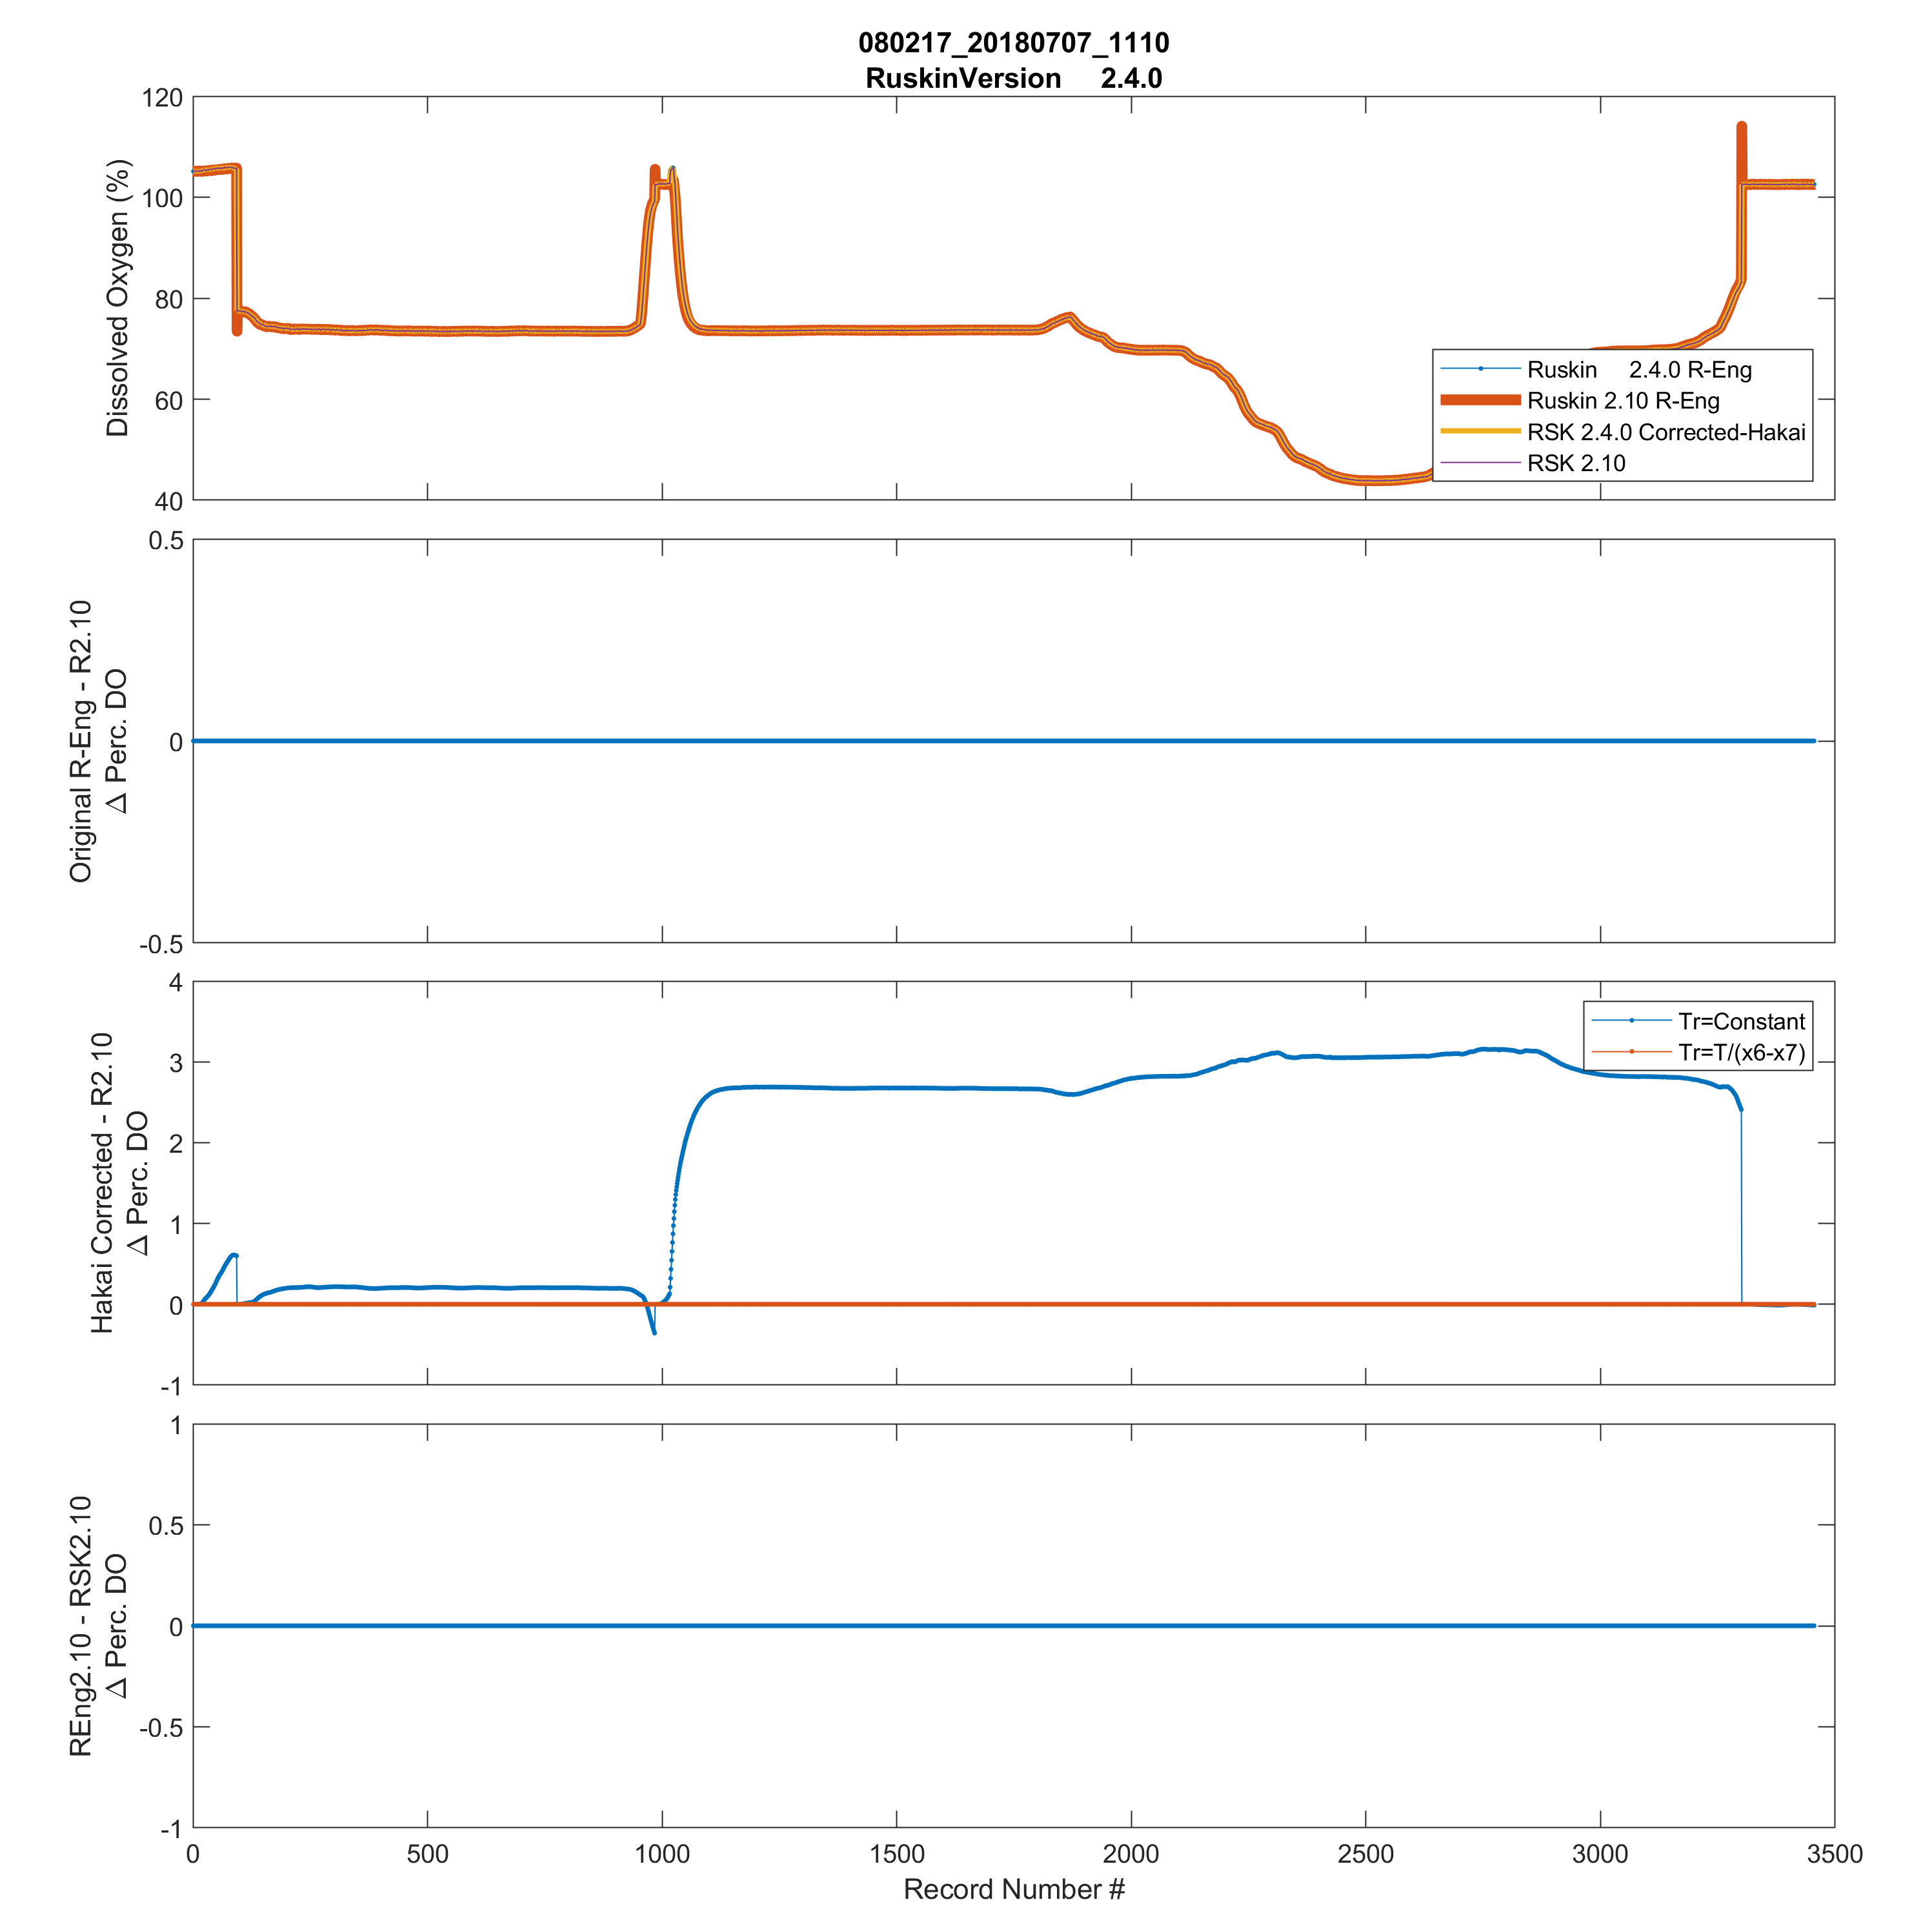 080217_20180707_1110
RuskinVersion 2.4.0
120
100
80
60
40
Dissolved Oxygen (%)
Ruskin 2.4.0 R-Eng
Ruskin 2.10 R-Eng
RSK 2.4.0 Corrected-Hakai
RSK 2.10
0.5
0
-0.5
Original R-Eng - R2.10
Δ Perc. DO
4
3
2
1
0
-1
Hakai Corrected - R2.10
Δ Perc. DO
Tr=Constant
Tr=T/(x6-x7)
1
0.5
0
-0.5
-1
REng2.10 - RSK2.10
Δ Perc. DO
0 500 1000 1500 2000 2500 3000 3500
Record Number #